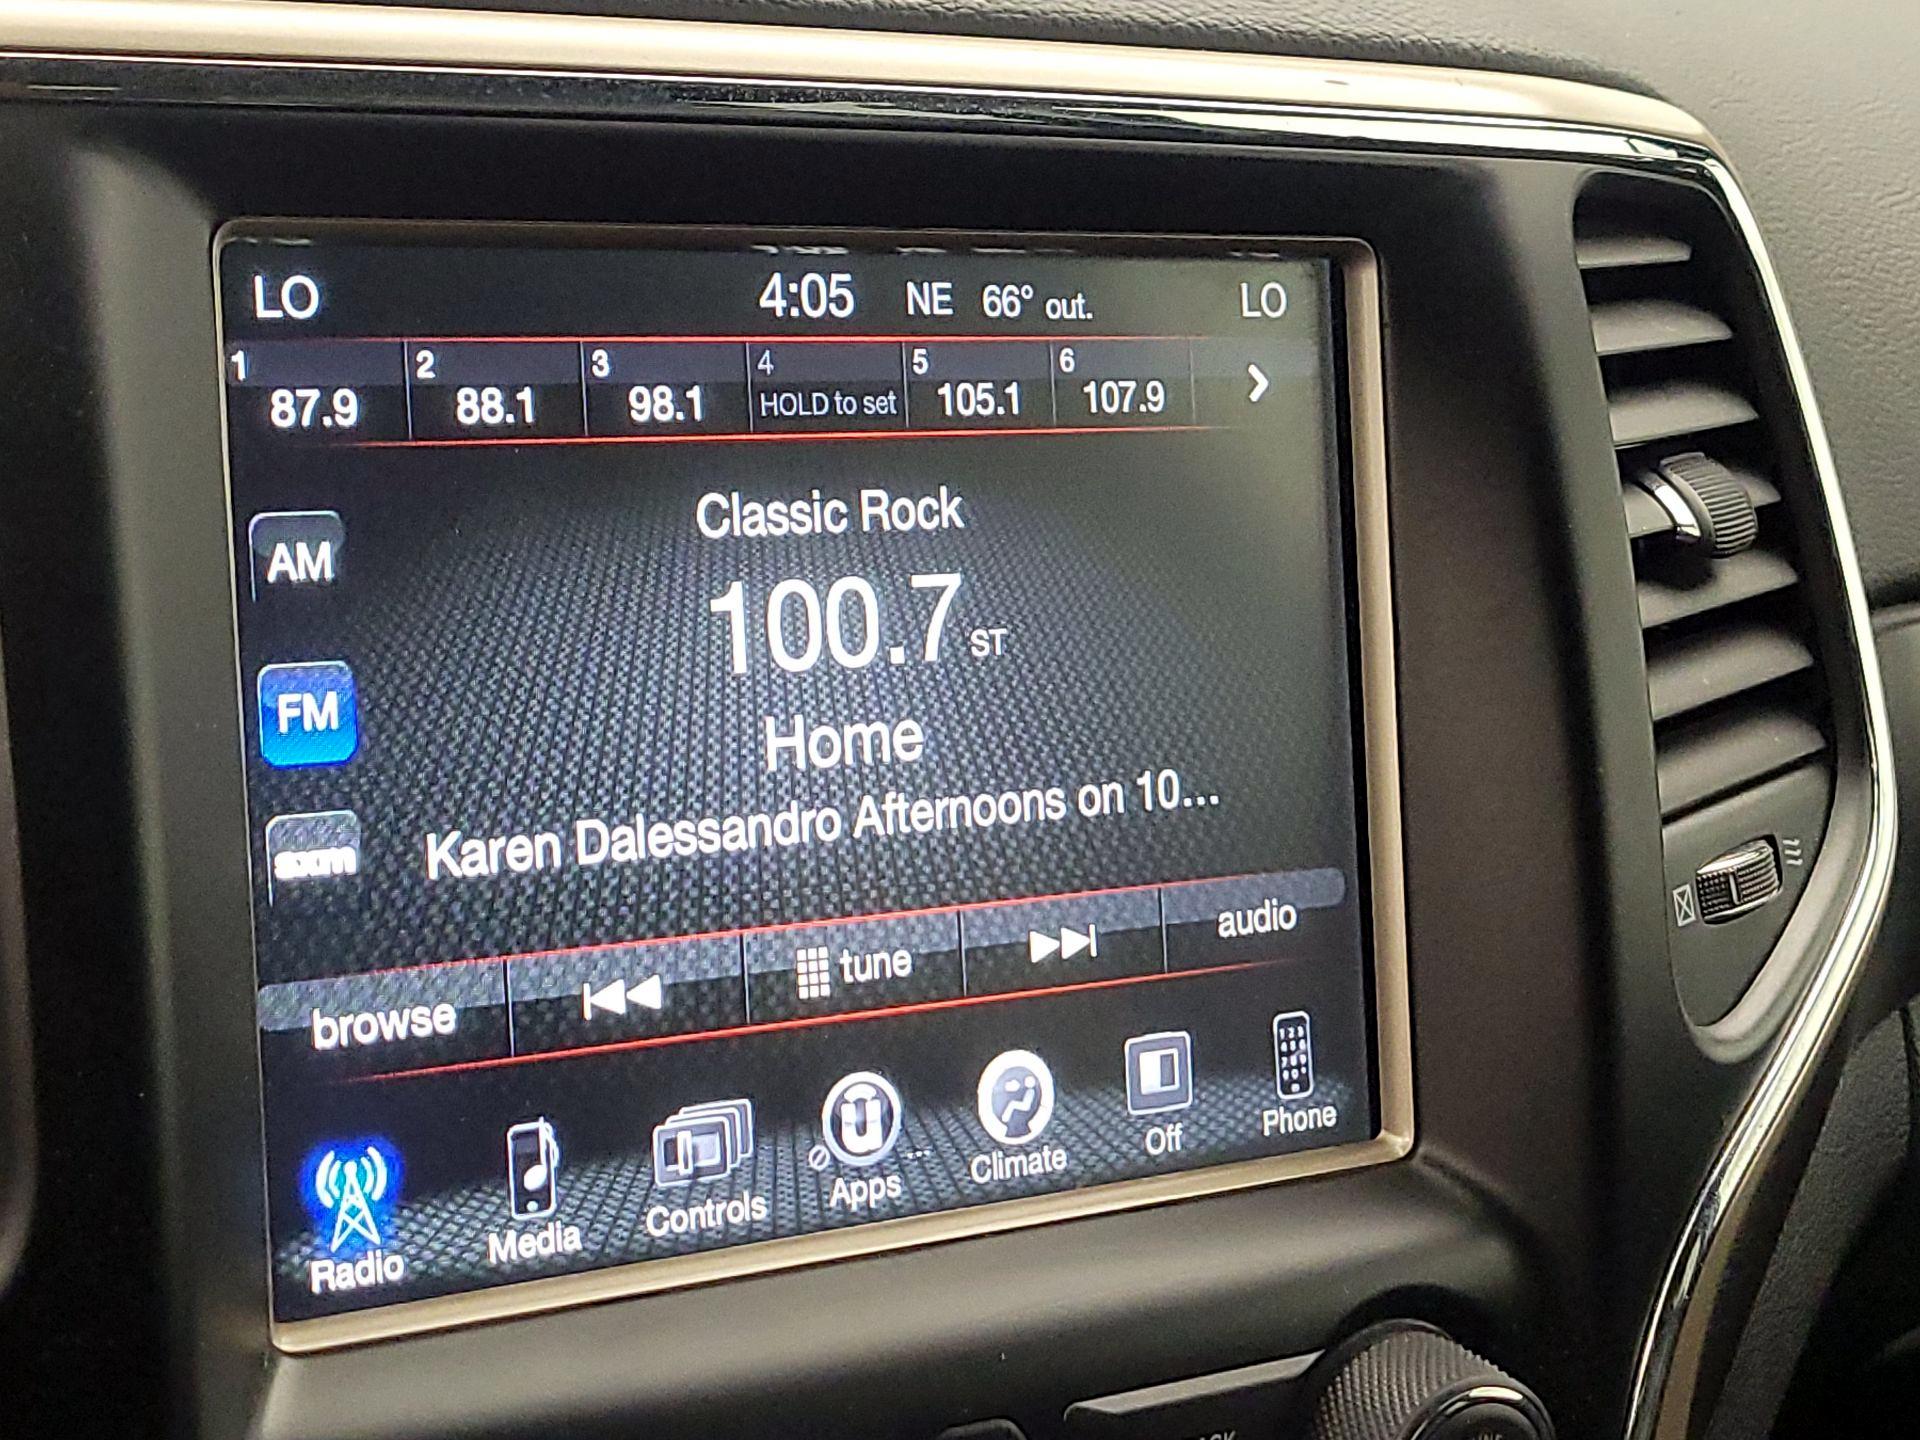 LO 4:05 NE 66° out. LO
1 2 3 4 5 6
87.9 88.1 98.1 HOLD to set 105.1 107.9
Classic Rock
AM
100.7 ST
FM
Home
Karen Dalessandro Afternoons on 10...
sxm
browse tune audio
Radio Media Controls Apps Climate Off Phone